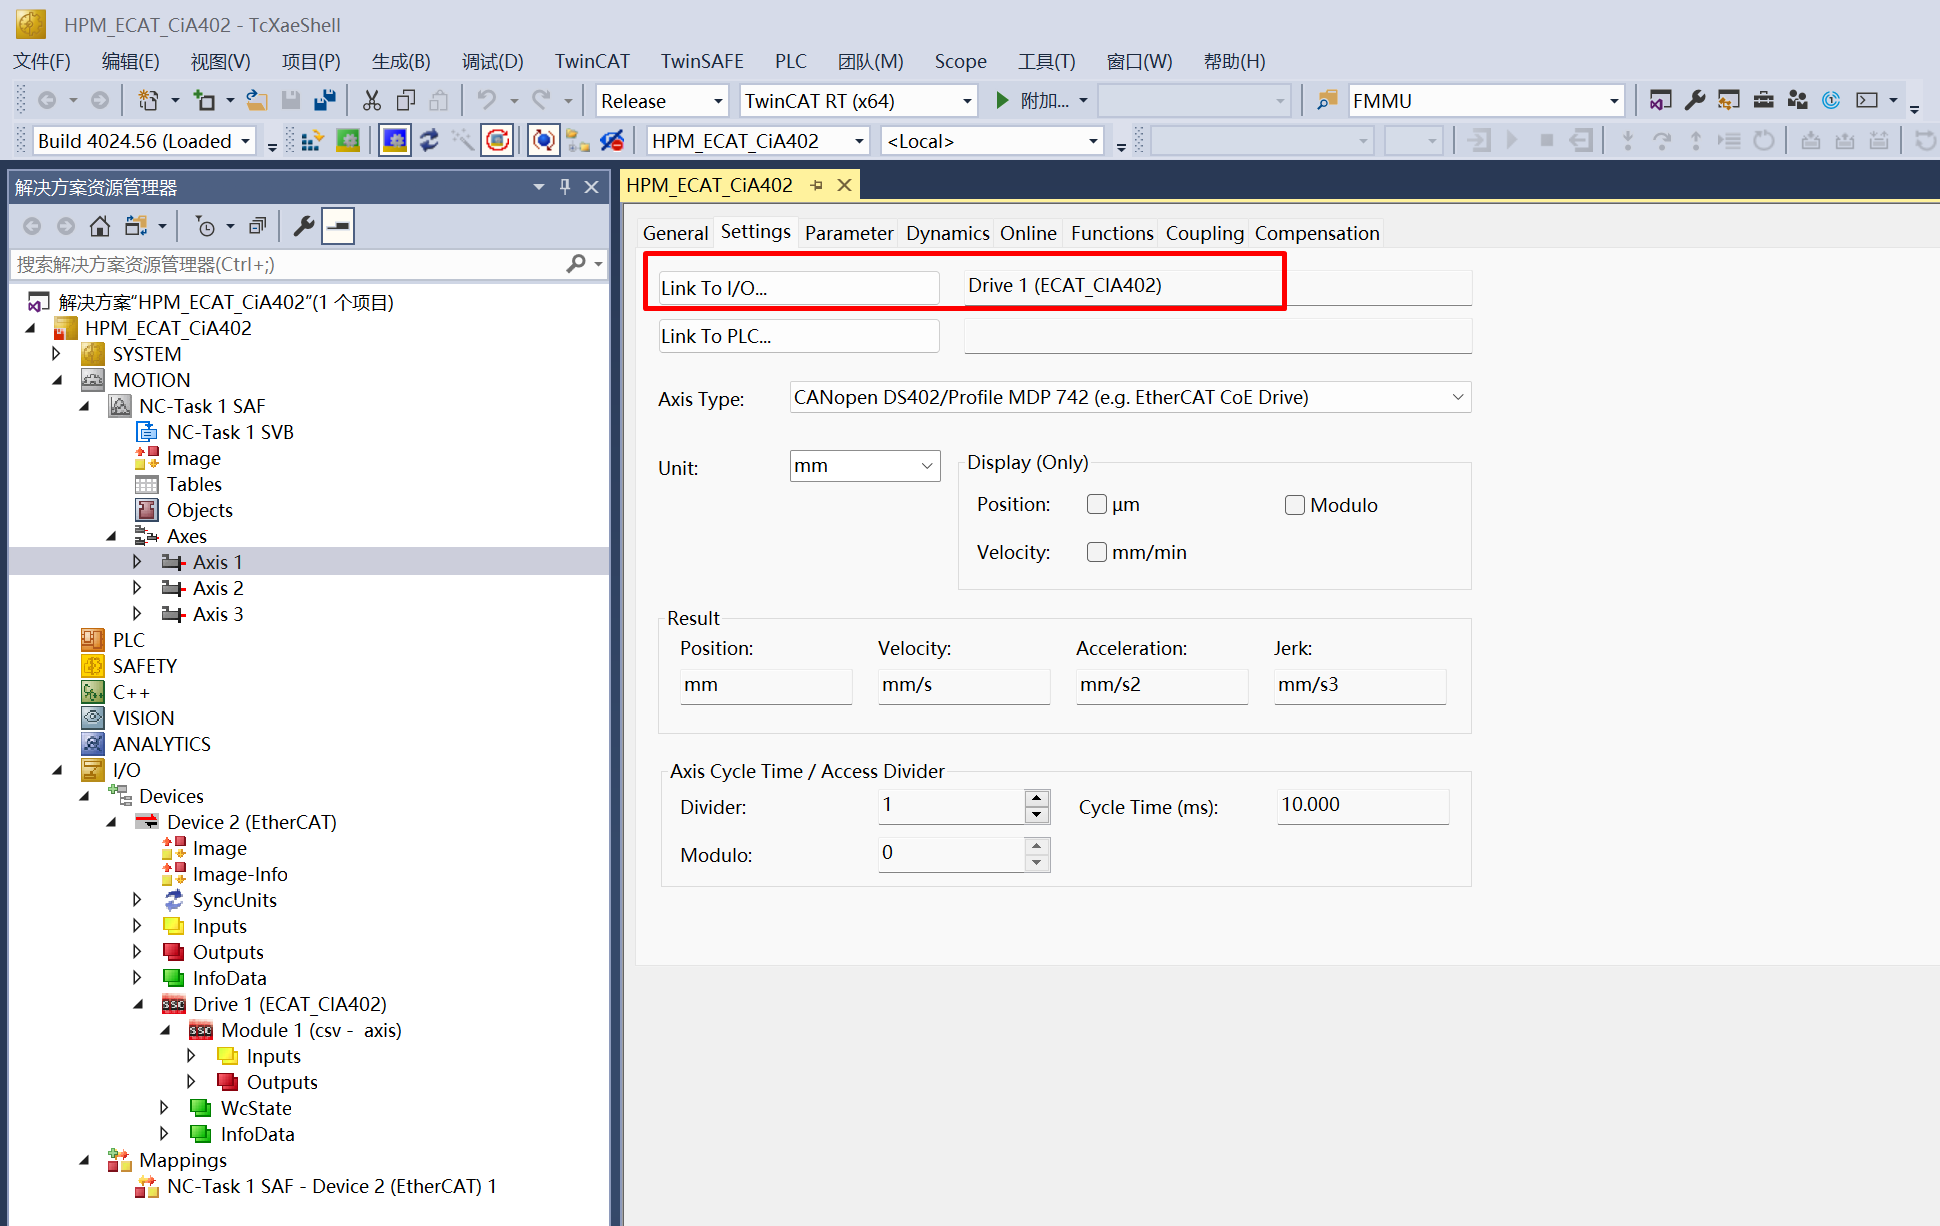 HPM_ECAT_CiA402 - TcXaeShell
文件(F) 编辑(E) 视图(V) 项目(P) 生成(B) 调试(D) TwinCAT TwinSAFE PLC 团队(M) Scope 工具(T) 窗口(W) 帮助(H)
Release TwinCAT RT (x64) 附加... FMMU
Build 4024.56 (Loaded HPM_ECAT_CiA402 <Local>
解决方案资源管理器
搜索解决方案资源管理器(Ctrl+;)
解决方案"HPM_ECAT_CiA402"(1 个项目)
HPM_ECAT_CiA402
SYSTEM
MOTION
NC-Task 1 SAF
NC-Task 1 SVB
Image
Tables
Objects
Axes
Axis 1
Axis 2
Axis 3
PLC
SAFETY
C++
VISION
ANALYTICS
I/O
Devices
Device 2 (EtherCAT)
Image
Image-Info
SyncUnits
Inputs
Outputs
InfoData
Drive 1 (ECAT_CIA402)
Module 1 (csv - axis)
Inputs
Outputs
WcState
InfoData
Mappings
NC-Task 1 SAF - Device 2 (EtherCAT) 1
HPM_ECAT_CiA402
General Settings Parameter Dynamics Online Functions Coupling Compensation
Link To I/O... Drive 1 (ECAT_CIA402)
Link To PLC...
Axis Type: CANopen DS402/Profile MDP 742 (e.g. EtherCAT CoE Drive)
Unit: mm
Display (Only)
Position: µm Modulo
Velocity: mm/min
Result
Position: Velocity: Acceleration: Jerk:
mm mm/s mm/s2 mm/s3
Axis Cycle Time / Access Divider
Divider: 1 Cycle Time (ms): 10.000
Modulo: 0